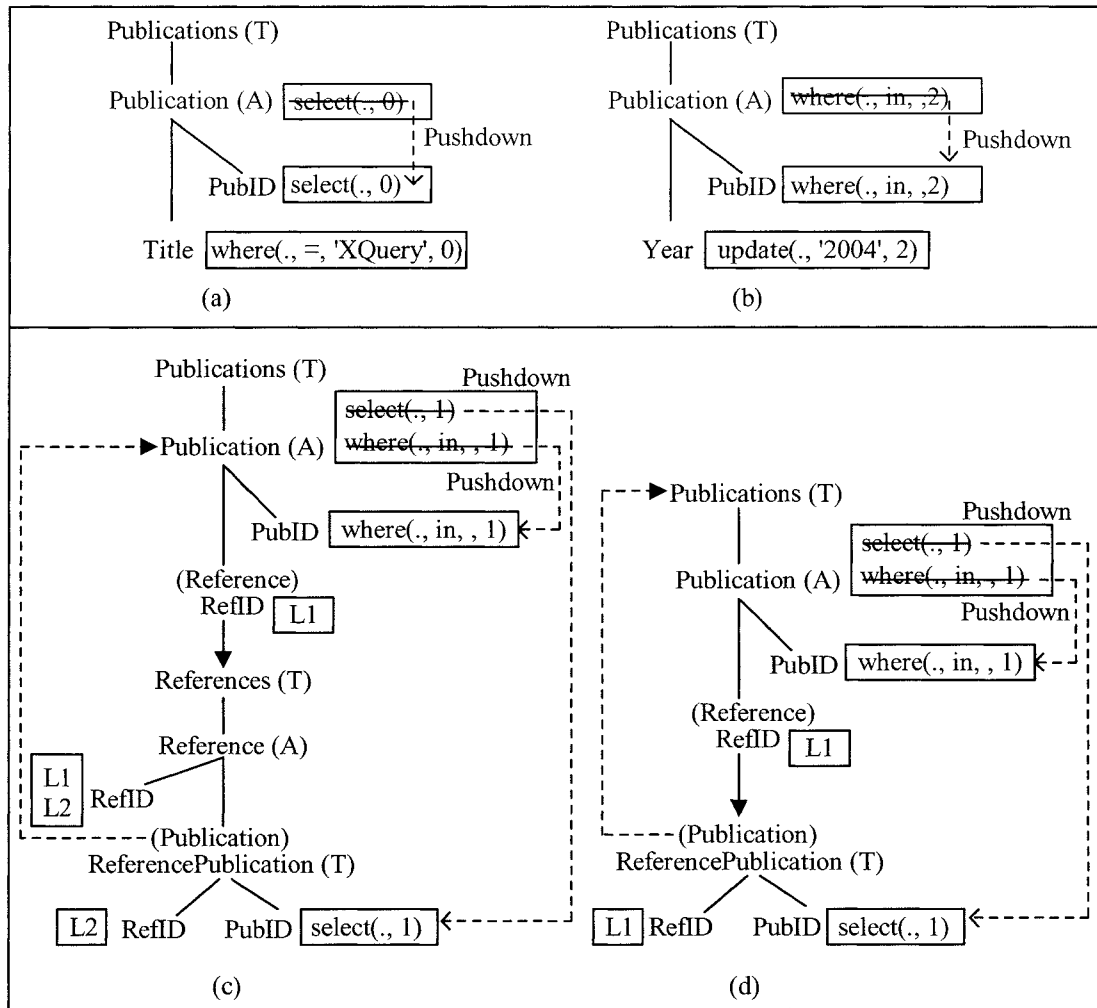 Publications (T)
Publication (A)
select(., 0)
Pushdown
PubID
select(., 0)
Title
where(., =, 'XQuery', 0)
(a)
Publications (T)
Publication (A)
where(., in, ,2)
Pushdown
PubID
where(., in, ,2)
Year
update(., '2004', 2)
(b)
Publications (T)
Pushdown
select(., 1)
where(., in, , 1)
Publication (A)
Pushdown
PubID
where(., in, , 1)
(Reference)
RefID
L1
References (T)
Reference (A)
L1
L2
RefID
(Publication)
ReferencePublication (T)
L2
RefID
PubID
select(., 1)
(c)
Publications (T)
Pushdown
select(., 1)
where(., in, , 1)
Publication (A)
Pushdown
PubID
where(., in, , 1)
(Reference)
RefID
L1
(Publication)
ReferencePublication (T)
L1
RefID
PubID
select(., 1)
(d)